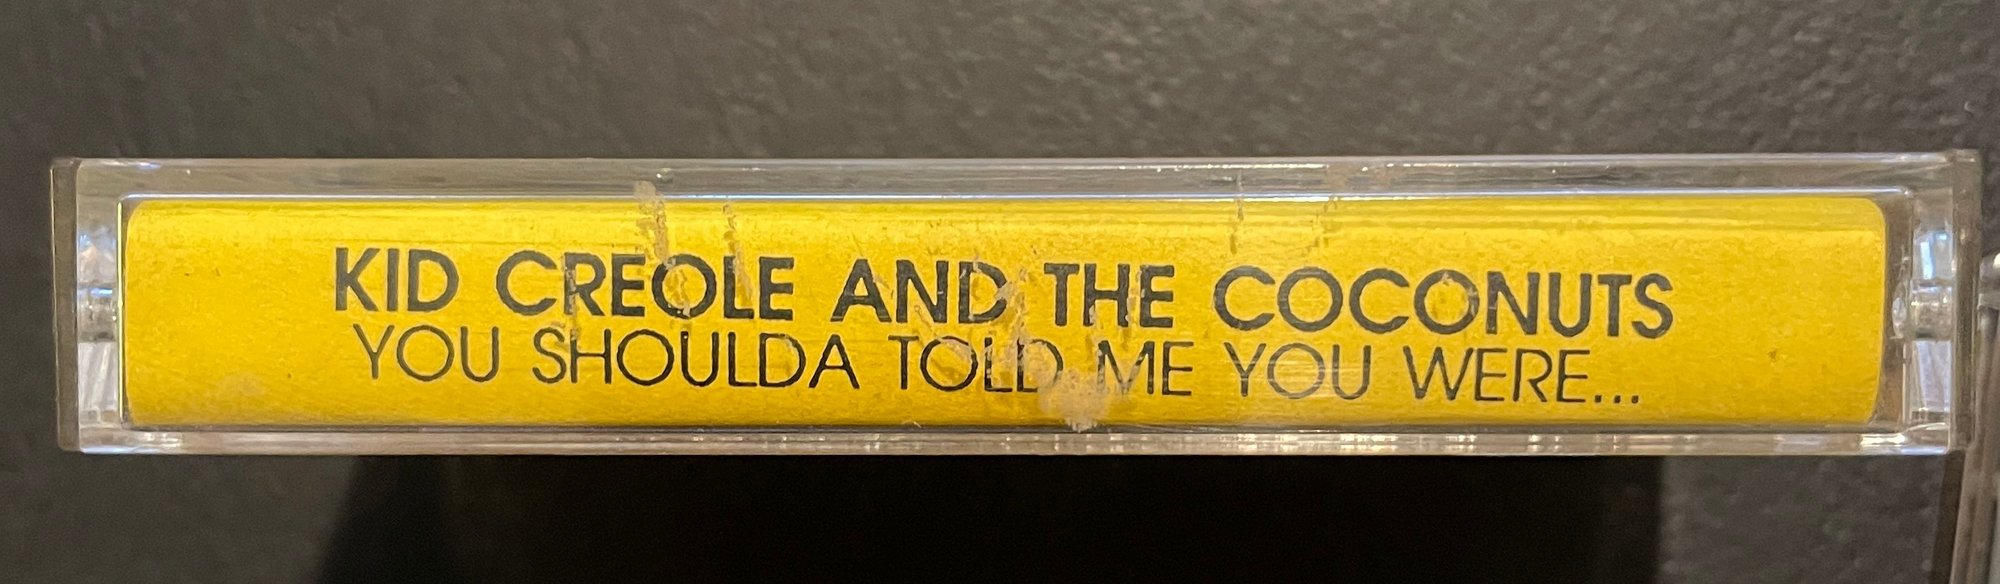 KID CREOLE AND THE COCONUTS
YOU SHOULDA TOLD ME YOU WERE...